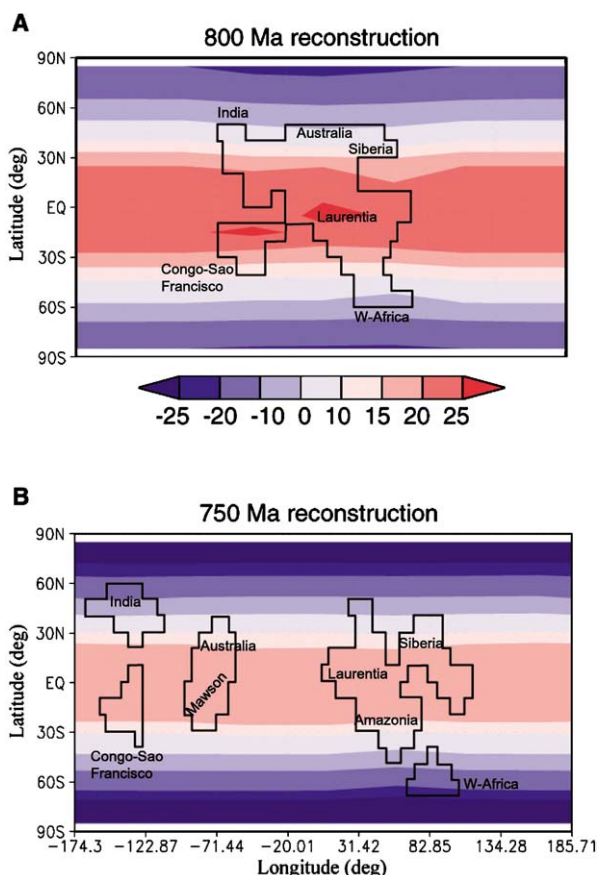 A
800 Ma reconstruction
90N
60N
30N
EQ
30S
60S
90S
Latitude (deg)
India
Australia
Siberia
Laurentia
Congo-Sao
Francisco
W-Africa
-25 -20 -10 0 10 15 20 25
B
750 Ma reconstruction
90N
60N
30N
EQ
30S
60S
90S
Latitude (deg)
India
Australia
Siberia
Mawson
Laurentia
Amazonia
Congo-Sao
Francisco
W-Africa
−174.3 −122.87 −71.44 −20.01 31.42 82.85 134.28 185.71
Longitude (deg)